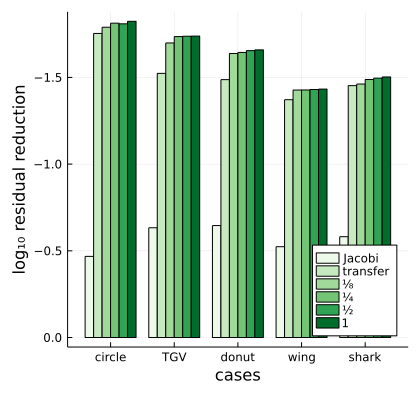 log₁₀ residual reduction
−1.5
−1.0
−0.5
0.0
circle TGV donut wing shark
cases
Jacobi
transfer
⅛
¼
½
1